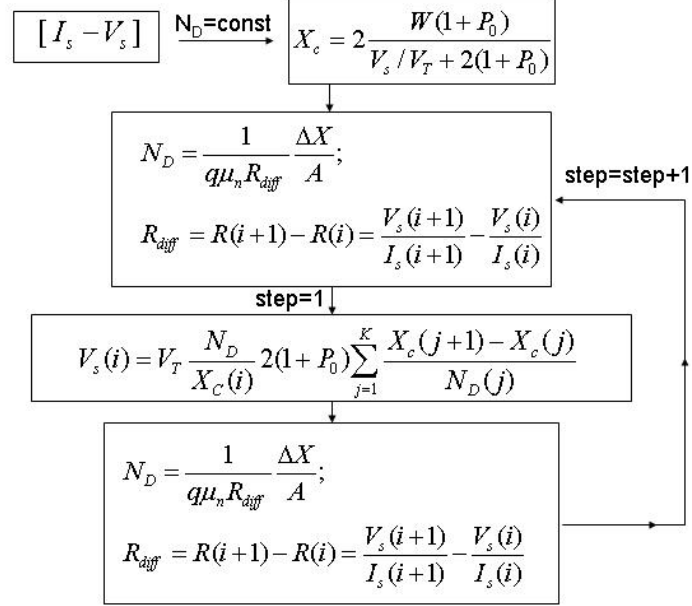 [I_s − V_s] N_D=const X_c = 2 W(1 + P_0) / (V_s / V_T + 2(1 + P_0))
N_D = (1 / (qμ_n R_diff)) (ΔX / A);
step=step+1
R_diff = R(i+1) − R(i) = V_s(i+1) / I_s(i+1) − V_s(i) / I_s(i)
step=1
V_s(i) = V_T (N_D / X_C(i)) 2(1 + P_0) ∑_{j=1}^{K} (X_c(j+1) − X_c(j)) / N_D(j)
N_D = (1 / (qμ_n R_diff)) (ΔX / A);
R_diff = R(i+1) − R(i) = V_s(i+1) / I_s(i+1) − V_s(i) / I_s(i)